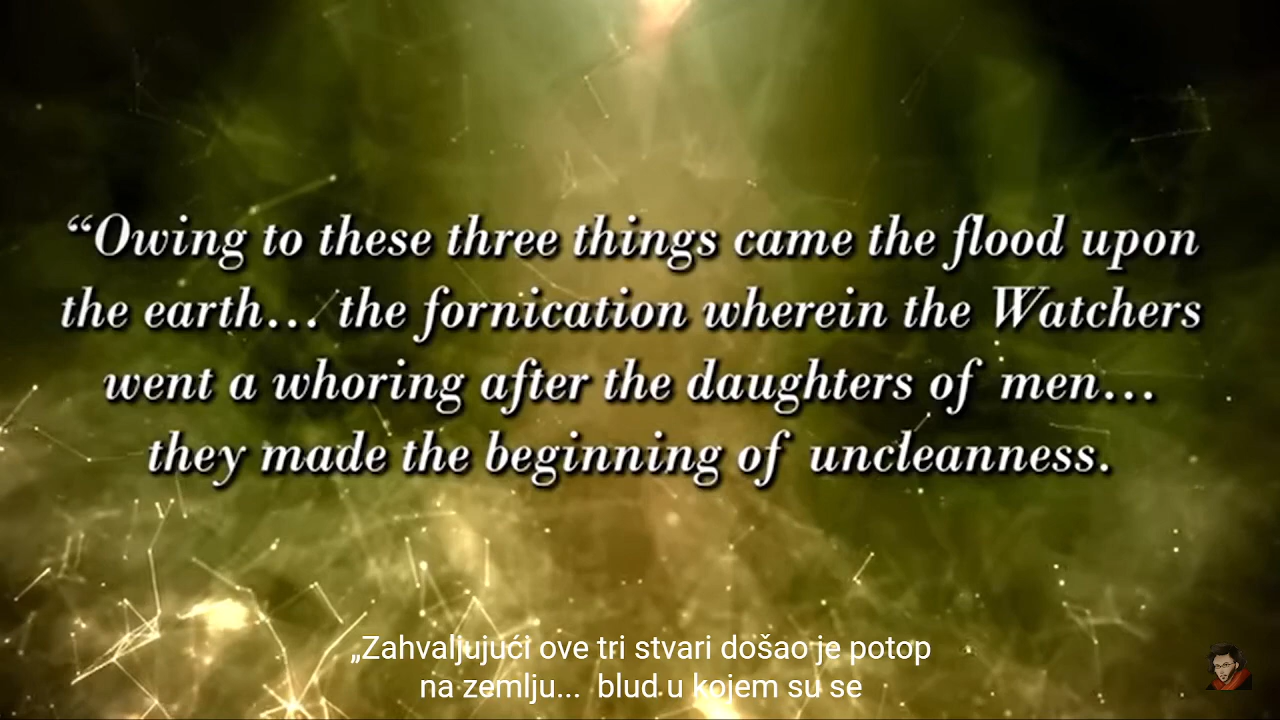 “Owing to these three things came the flood upon
the earth… the fornication wherein the Watchers
went a whoring after the daughters of men…
they made the beginning of uncleanness.
„Zahvaljujući ove tri stvari došao je potop
na zemlju... blud u kojem su se